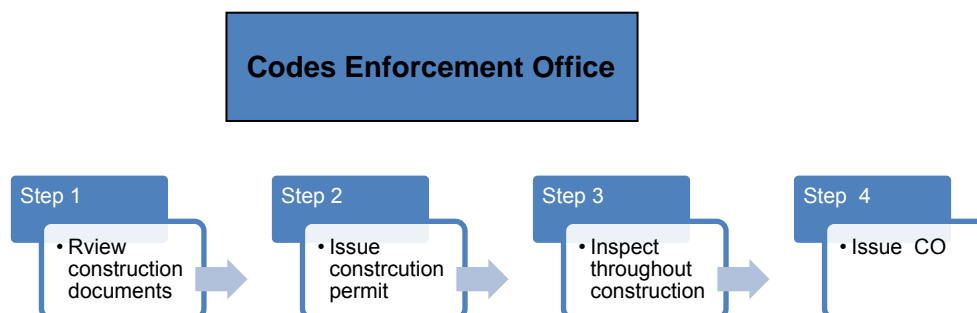 Codes Enforcement Office
Step 1
• Rview
construction
documents
Step 2
• Issue
constrcution
permit
Step 3
• Inspect
throughout
construction
Step 4
• Issue CO